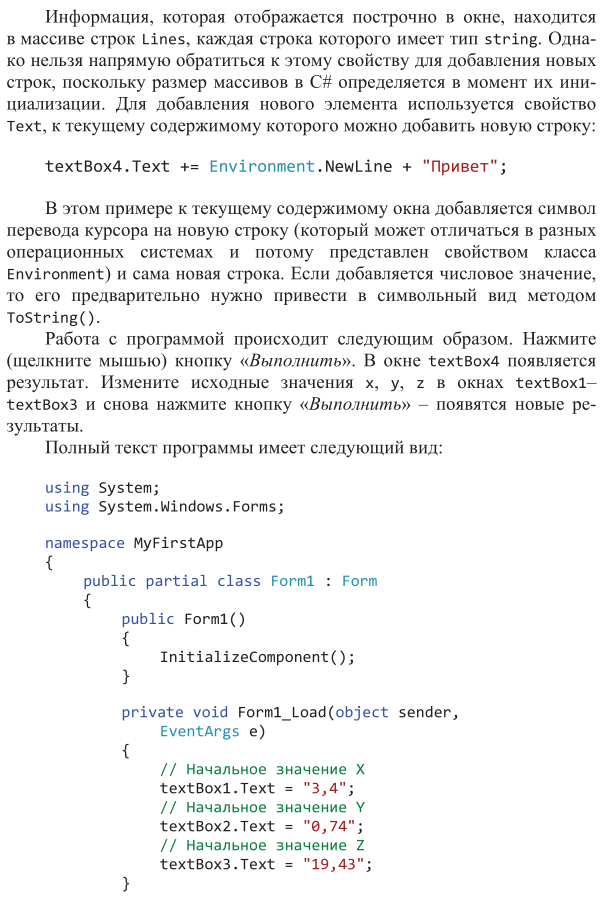 Информация, которая отображается построчно в окне, находится
в массиве строк Lines, каждая строка которого имеет тип string. Одна-
ко нельзя напрямую обратиться к этому свойству для добавления новых
строк, поскольку размер массивов в C# определяется в момент их ини-
циализации. Для добавления нового элемента используется свойство
Text, к текущему содержимому которого можно добавить новую строку:
textBox4.Text += Environment.NewLine + "Привет";
В этом примере к текущему содержимому окна добавляется символ
перевода курсора на новую строку (который может отличаться в разных
операционных системах и потому представлен свойством класса
Environment) и сама новая строка. Если добавляется числовое значение,
то его предварительно нужно привести в символьный вид методом
ToString().
Работа с программой происходит следующим образом. Нажмите
(щелкните мышью) кнопку «Выполнить». В окне textBox4 появляется
результат. Измените исходные значения x, y, z в окнах textBox1–
textBox3 и снова нажмите кнопку «Выполнить» – появятся новые ре-
зультаты.
Полный текст программы имеет следующий вид:
using System;
using System.Windows.Forms;
namespace MyFirstApp
{
public partial class Form1 : Form
{
public Form1()
{
InitializeComponent();
}
private void Form1_Load(object sender,
EventArgs e)
{
// Начальное значение X
textBox1.Text = "3,4";
// Начальное значение Y
textBox2.Text = "0,74";
// Начальное значение Z
textBox3.Text = "19,43";
}